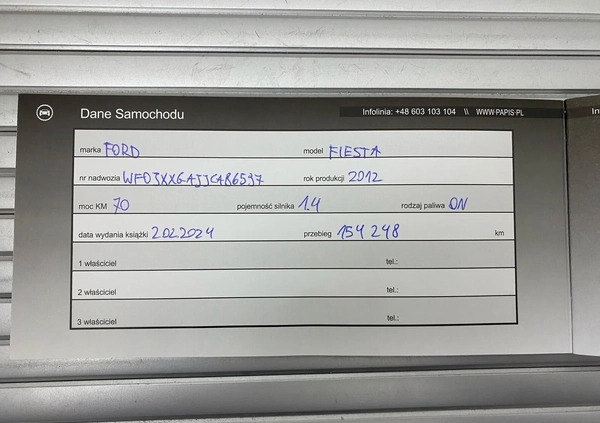 Dane Samochodu Infolinia: +48 603 103 104 \\ WWW.PAPIS.PL In
marka FORD model FIESTA
nr nadwozia WF0JXXGAJJCA86597 rok produkcji 2012
moc KM 70 pojemność silnika 1.4 rodzaj paliwa ON
data wydania książki 2.02.2024 przebieg 154 248 km
1 właściciel tel.:
2 właściciel tel.:
3 właściciel tel.: